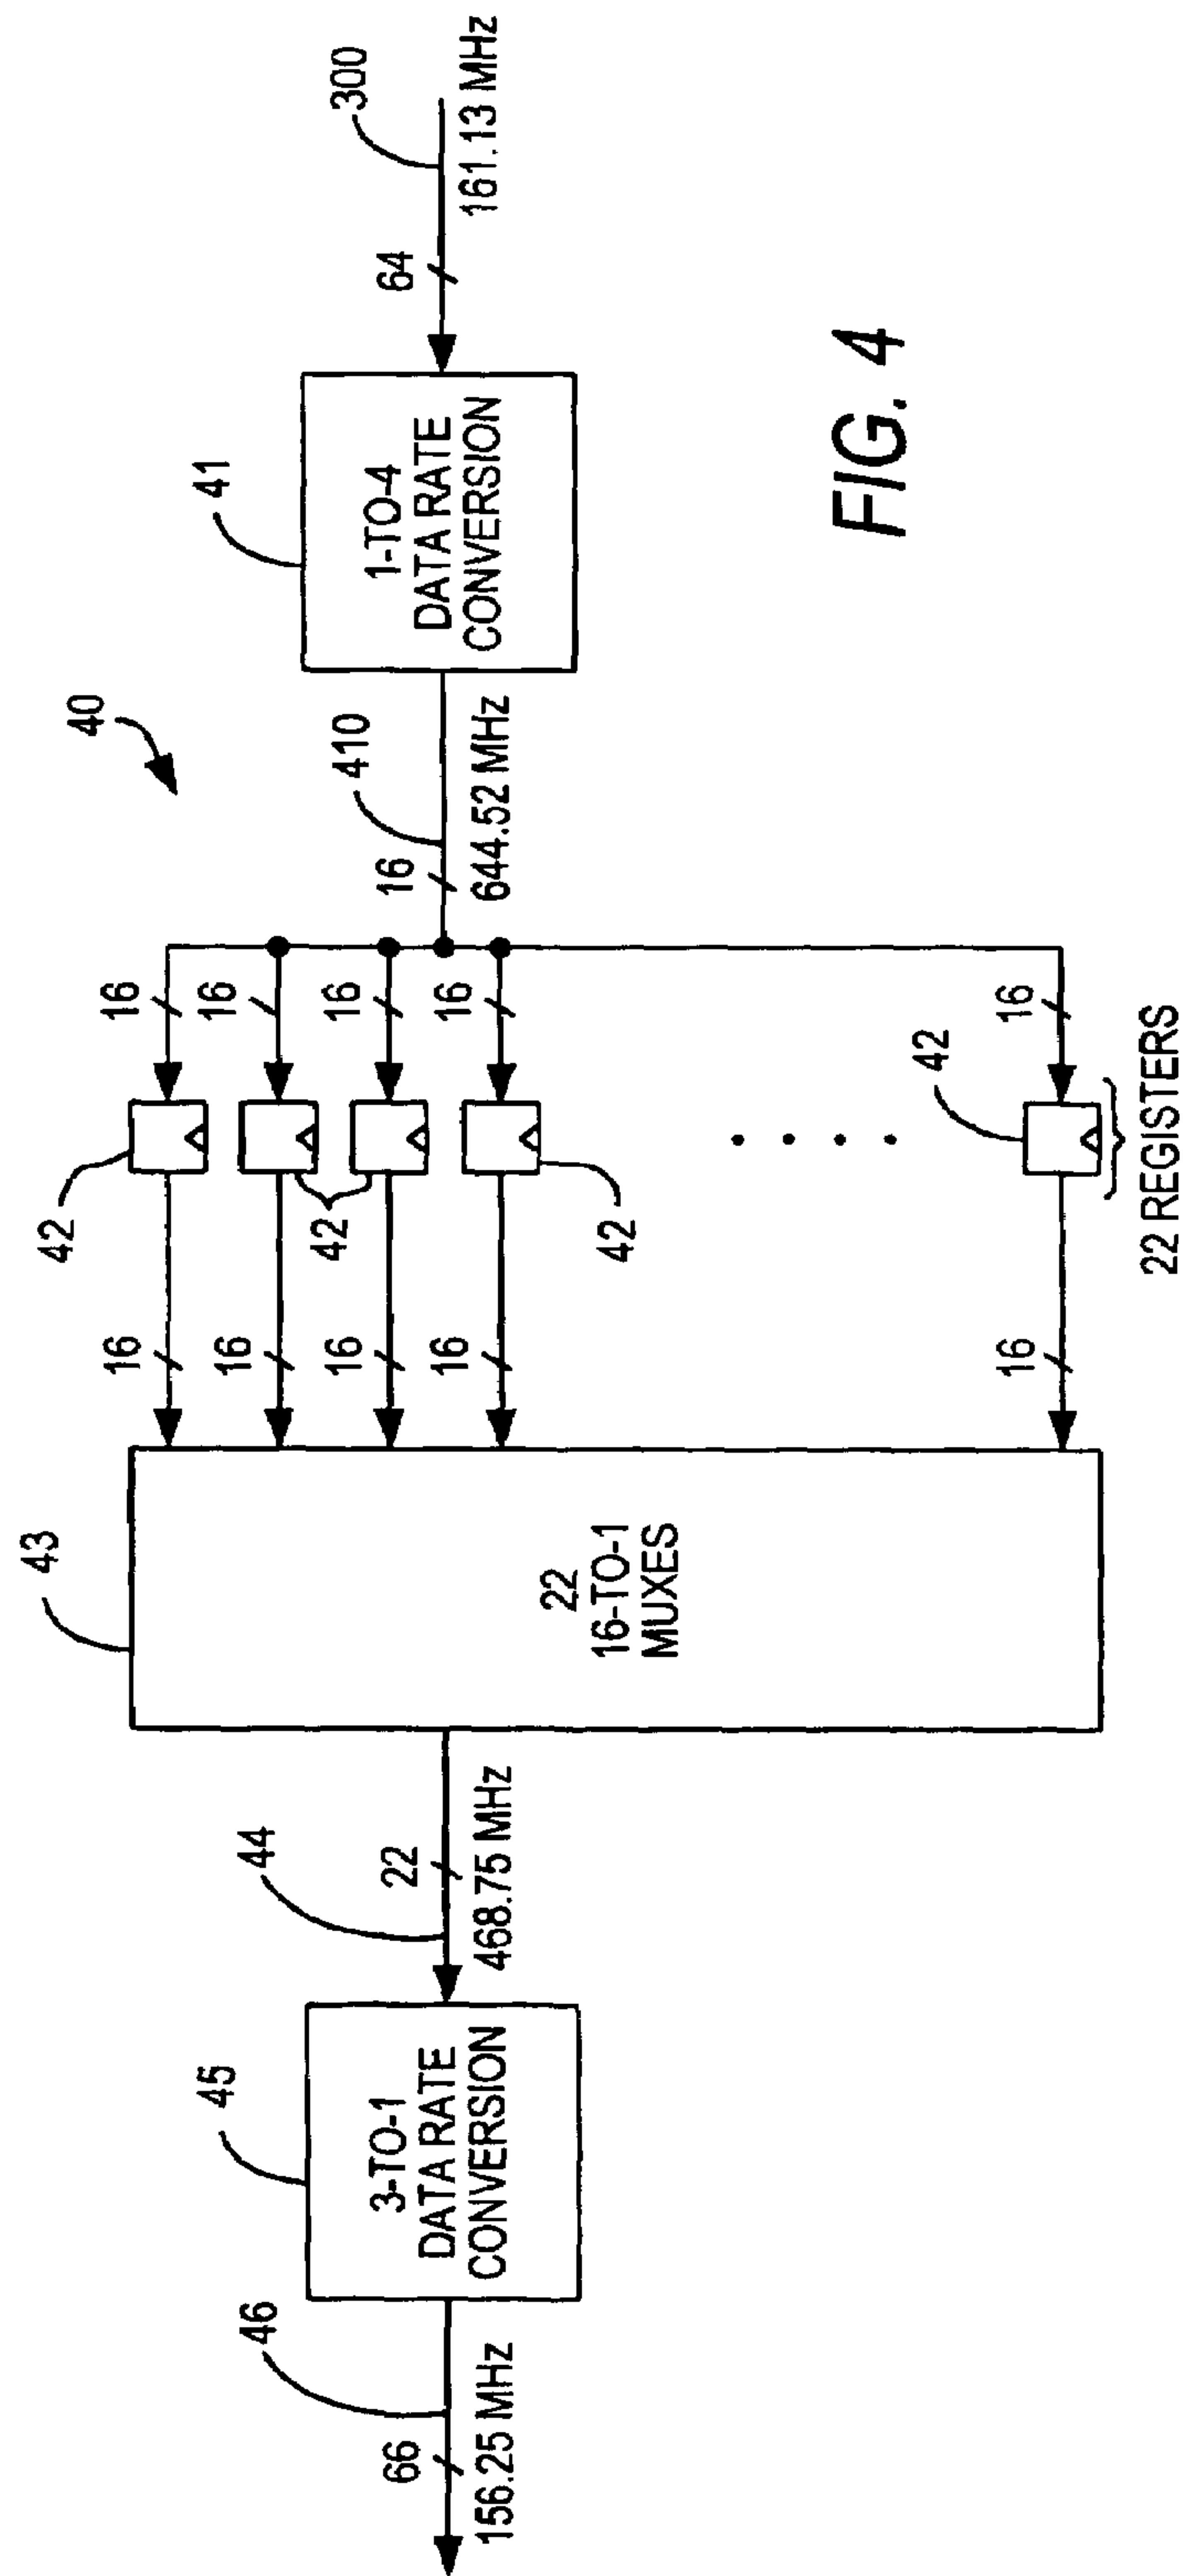 40
300
64
161.13 MHz
41
1-TO-4
DATA RATE
CONVERSION
410
16
644.52 MHz
16
16
16
16
16
42
42
42
42
22 REGISTERS
16
16
16
16
16
43
22
16-TO-1
MUXES
44
22
468.75 MHz
45
3-TO-1
DATA RATE
CONVERSION
46
66
156.25 MHz
FIG. 4